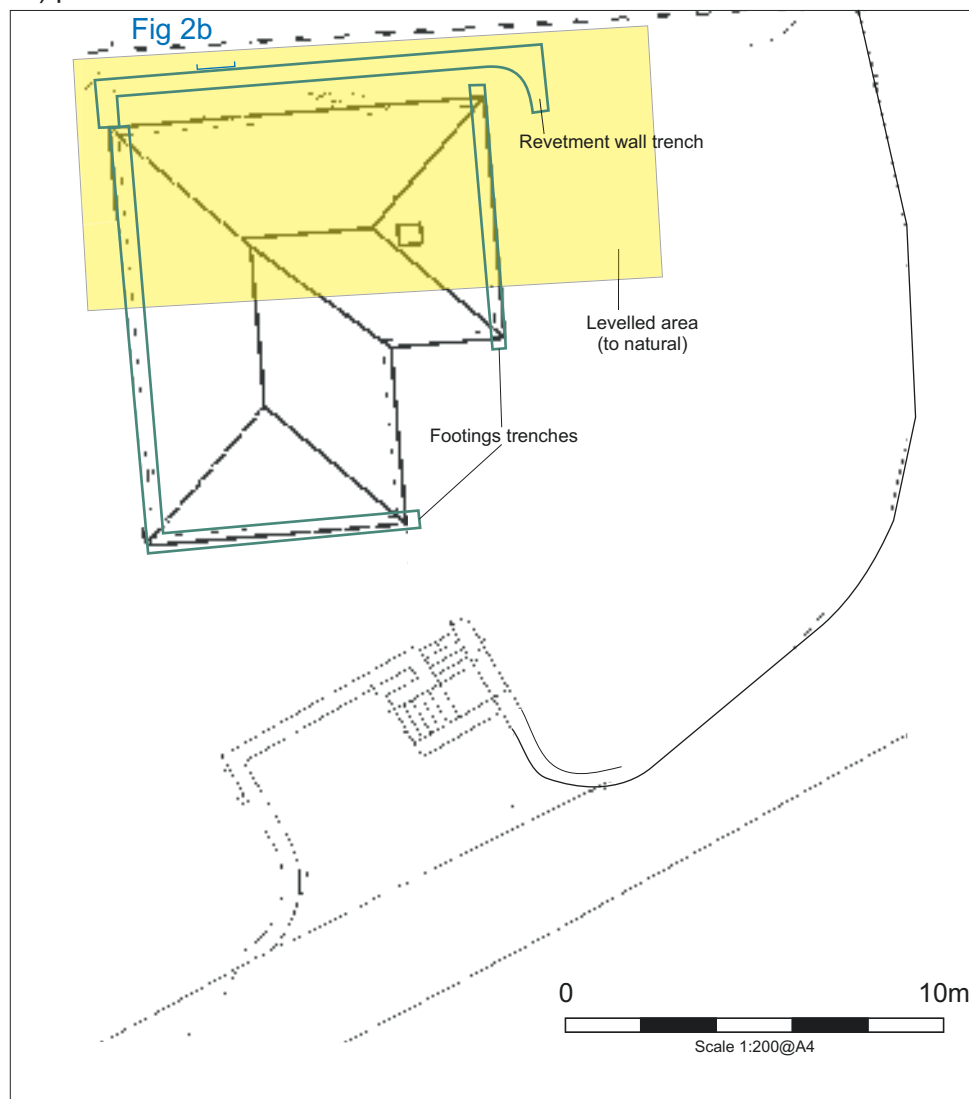 Fig 2b
Revetment wall trench
Levelled area
(to natural)
Footings trenches
0 10m
Scale 1:200@A4